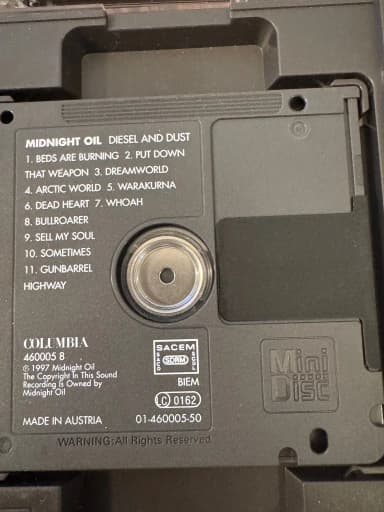 MIDNIGHT OIL DIESEL AND DUST
1. BEDS ARE BURNING 2. PUT DOWN
THAT WEAPON 3. DREAMWORLD
4. ARCTIC WORLD 5. WARAKURNA
6. DEAD HEART 7. WHOAH
8. BULLROARER
9. SELL MY SOUL
10. SOMETIMES
11. GUNBARREL
HIGHWAY
COLUMBIA
460005 8
℗ 1997 Midnight Oil
The Copyright In This Sound
Recording Is Owned by
Midnight Oil
SACEM
SDRM
BIEM
LC 0162
MADE IN AUSTRIA
01-460005-50
Mini
Disc
WARNING:All Rights Reserved